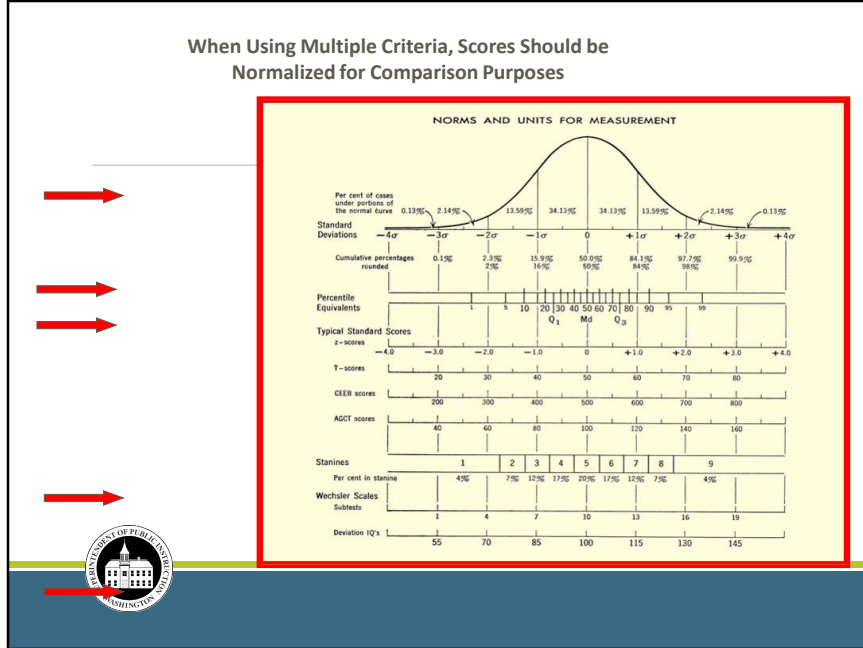 When Using Multiple Criteria, Scores Should be
Normalized for Comparison Purposes
NORMS AND UNITS FOR MEASUREMENT
Per cent of cases
under portions of
the normal curve 0.13% 2.14% 13.59% 34.13% 34.13% 13.59% 2.14% 0.13%
Standard
Deviations −4σ −3σ −2σ −1σ 0 +1σ +2σ +3σ +4σ
Cumulative percentages 0.1% 2.3% 15.9% 50.0% 84.1% 97.7% 99.9%
rounded 2% 16% 50% 84% 98%
Percentile
Equivalents 1 5 10 20 30 40 50 60 70 80 90 95 99
Q1 Md Q3
Typical Standard Scores
z-scores
−4.0 −3.0 −2.0 −1.0 0 +1.0 +2.0 +3.0 +4.0
T-scores
20 30 40 50 60 70 80
CEEB scores
200 300 400 500 600 700 800
AGCT scores
40 60 80 100 120 140 160
Stanines 1 2 3 4 5 6 7 8 9
Per cent in stanine 4% 7% 12% 17% 20% 17% 12% 7% 4%
Wechsler Scales
Subtests
1 4 7 10 13 16 19
Deviation IQ's
55 70 85 100 115 130 145
SUPERINTENDENT OF PUBLIC INSTRUCTION
WASHINGTON